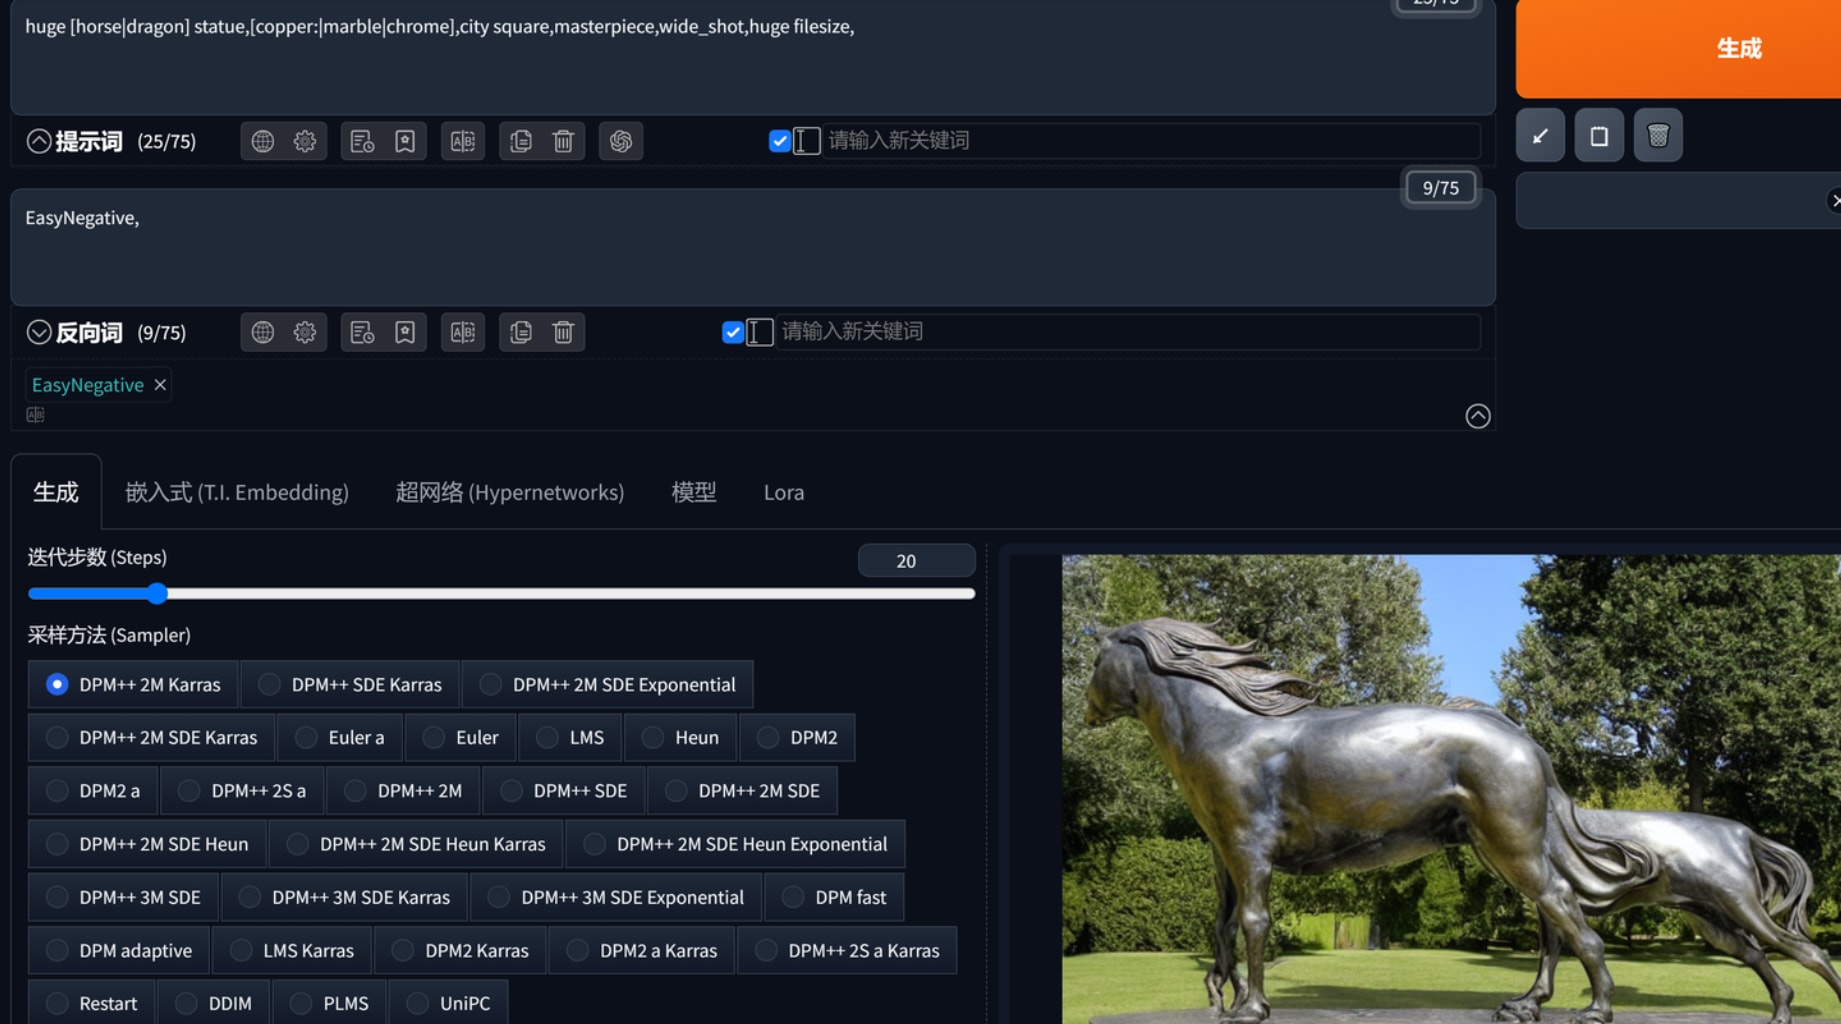 huge [horse|dragon] statue,[copper:|marble|chrome],city square,masterpiece,wide_shot,huge filesize,
生成
提示词 (25/75)
请输入新关键词
9/75
EasyNegative,
反向词 (9/75)
请输入新关键词
EasyNegative
生成 嵌入式 (T.I. Embedding) 超网络 (Hypernetworks) 模型 Lora
迭代步数 (Steps)
20
采样方法 (Sampler)
DPM++ 2M Karras DPM++ SDE Karras DPM++ 2M SDE Exponential
DPM++ 2M SDE Karras Euler a Euler LMS Heun DPM2
DPM2 a DPM++ 2S a DPM++ 2M DPM++ SDE DPM++ 2M SDE
DPM++ 2M SDE Heun DPM++ 2M SDE Heun Karras DPM++ 2M SDE Heun Exponential
DPM++ 3M SDE DPM++ 3M SDE Karras DPM++ 3M SDE Exponential DPM fast
DPM adaptive LMS Karras DPM2 Karras DPM2 a Karras DPM++ 2S a Karras
Restart DDIM PLMS UniPC